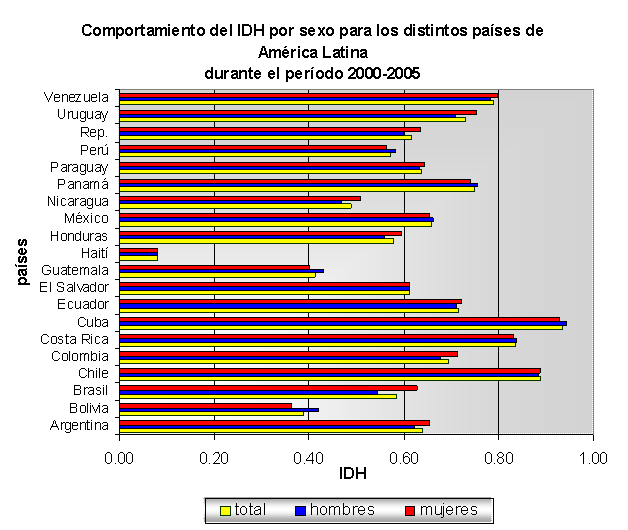 Comportamiento del IDH por sexo para los distintos países de
América Latina
durante el período 2000-2005
Venezuela
Uruguay
Rep.
Perú
Paraguay
Panamá
Nicaragua
México
Honduras
Haití
Guatemala
El Salvador
Ecuador
Cuba
Costa Rica
Colombia
Chile
Brasil
Bolivia
Argentina
países
0.00 0.20 0.40 0.60 0.80 1.00
IDH
total hombres mujeres